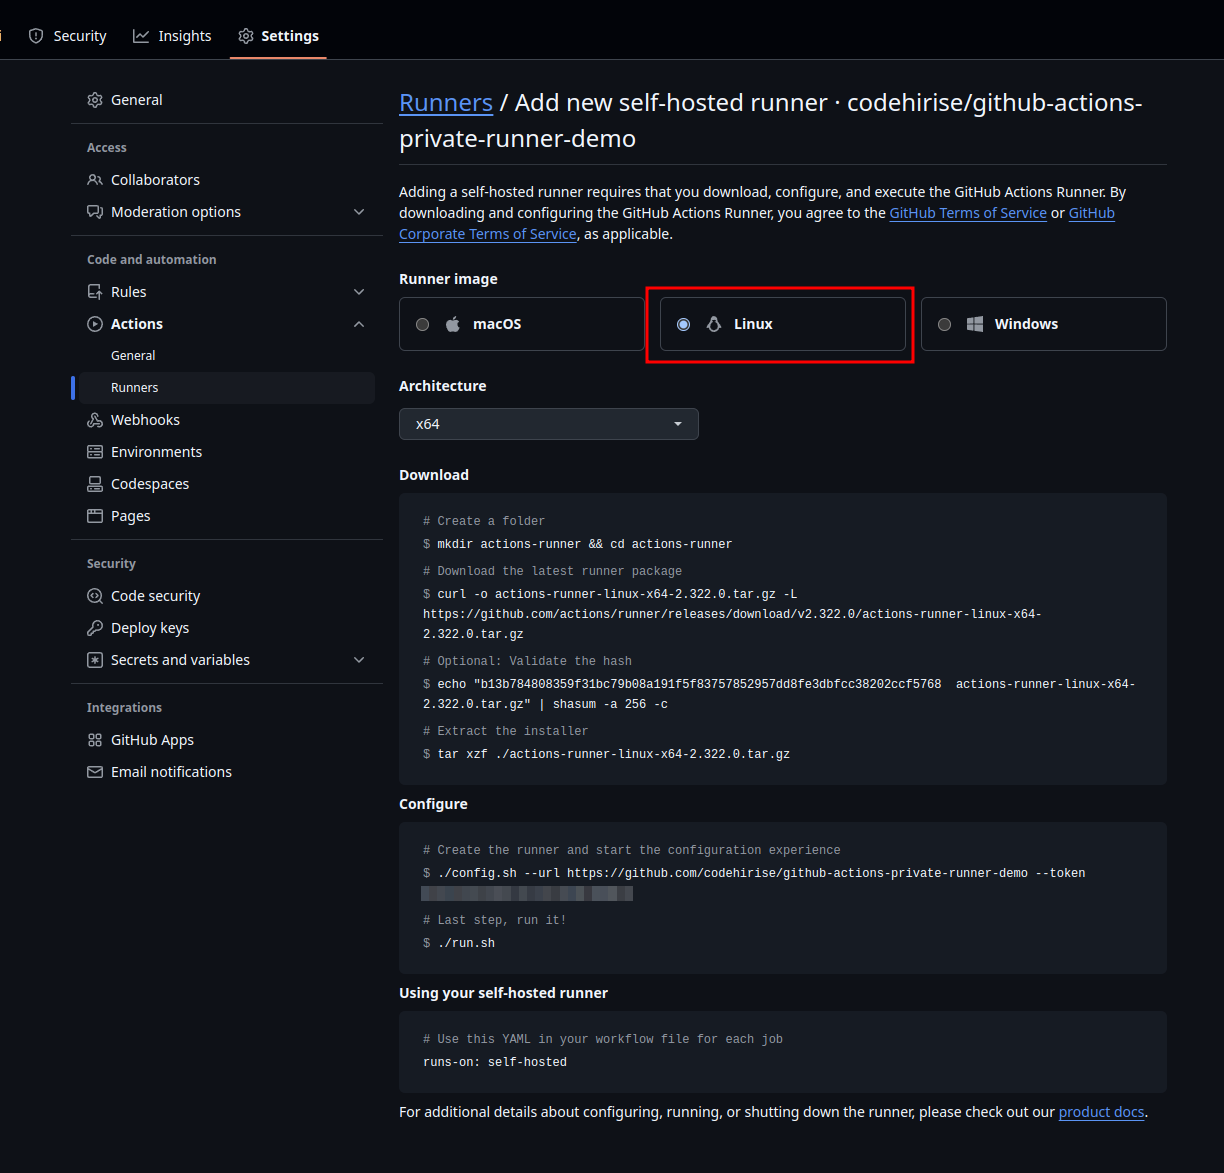 Security
Insights
Settings
General
Access
Collaborators
Moderation options
Code and automation
Rules
Actions
General
Runners
Webhooks
Environments
Codespaces
Pages
Security
Code security
Deploy keys
Secrets and variables
Integrations
GitHub Apps
Email notifications
Runners / Add new self-hosted runner · codehirise/github-actions-
private-runner-demo
Adding a self-hosted runner requires that you download, configure, and execute the GitHub Actions Runner. By
downloading and configuring the GitHub Actions Runner, you agree to the GitHub Terms of Service or GitHub
Corporate Terms of Service, as applicable.
Runner image
macOS
Linux
Windows
Architecture
x64
Download
# Create a folder
$ mkdir actions-runner && cd actions-runner
# Download the latest runner package
$ curl -o actions-runner-linux-x64-2.322.0.tar.gz -L
https://github.com/actions/runner/releases/download/v2.322.0/actions-runner-linux-x64-
2.322.0.tar.gz
# Optional: Validate the hash
$ echo "b13b784808359f31bc79b08a191f5f83757852957dd8fe3dbfcc38202ccf5768  actions-runner-linux-x64-
2.322.0.tar.gz" | shasum -a 256 -c
# Extract the installer
$ tar xzf ./actions-runner-linux-x64-2.322.0.tar.gz
Configure
# Create the runner and start the configuration experience
$ ./config.sh --url https://github.com/codehirise/github-actions-private-runner-demo --token
# Last step, run it!
$ ./run.sh
Using your self-hosted runner
# Use this YAML in your workflow file for each job
runs-on: self-hosted
For additional details about configuring, running, or shutting down the runner, please check out our product docs.